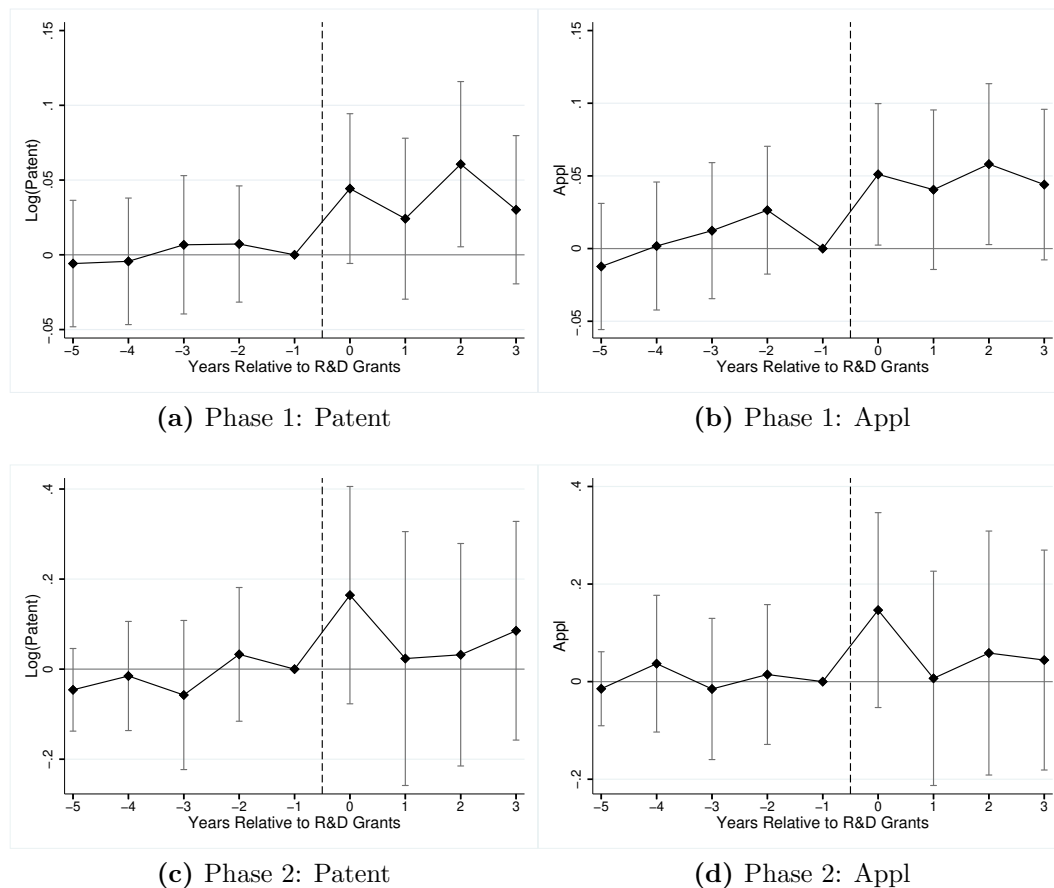 .15
.1
.05
0
-.05
Log(Patent)
-5 -4 -3 -2 -1 0 1 2 3
Years Relative to R&D Grants
(a) Phase 1: Patent
.15
.1
.05
0
-.05
Appl
-5 -4 -3 -2 -1 0 1 2 3
Years Relative to R&D Grants
(b) Phase 1: Appl
.4
.2
0
-.2
Log(Patent)
-5 -4 -3 -2 -1 0 1 2 3
Years Relative to R&D Grants
(c) Phase 2: Patent
.4
.2
0
-.2
Appl
-5 -4 -3 -2 -1 0 1 2 3
Years Relative to R&D Grants
(d) Phase 2: Appl